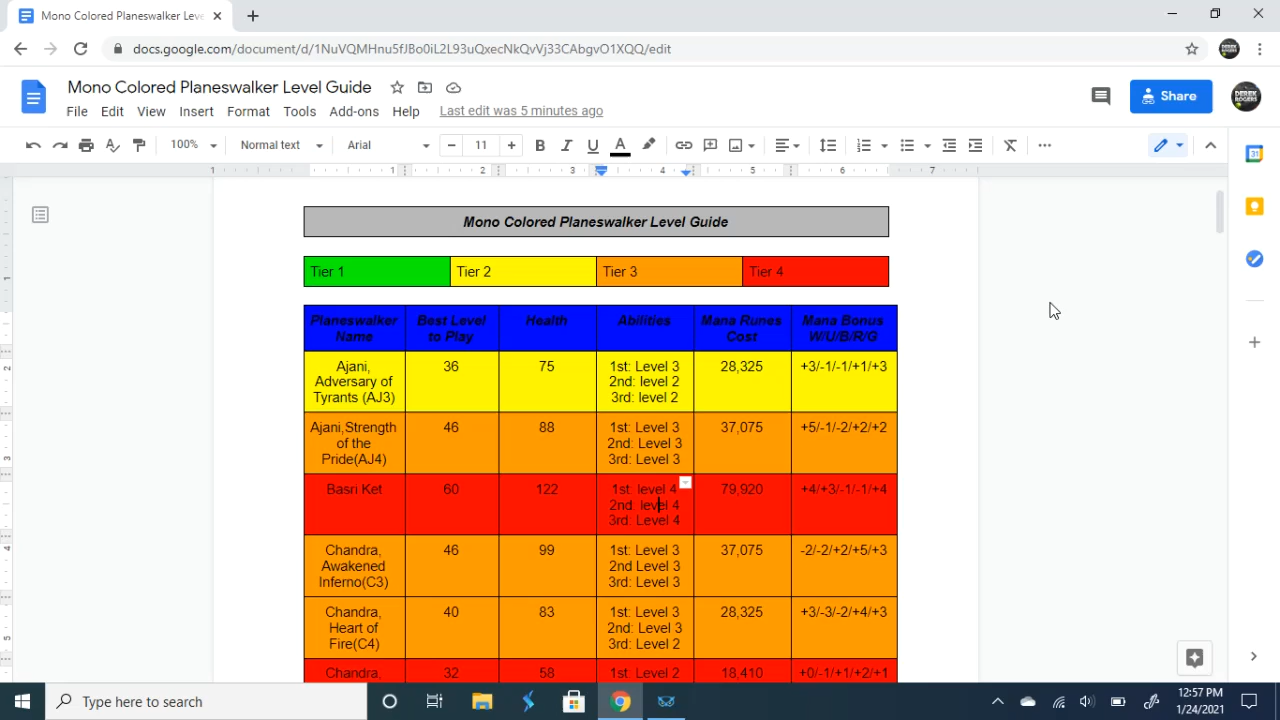 Mono Colored Planeswalker Leve
docs.google.com/document/d/1NuVQMHnu5fJBo0iL2L93uQxecNkQvVj33CAbgvO1XQQ/edit
Mono Colored Planeswalker Level Guide
File Edit View Insert Format Tools Add-ons Help Last edit was 5 minutes ago
DEREK ROGERS
Share
100% Normal text Arial 11
1 1 2 3 4 5 6 7
Mono Colored Planeswalker Level Guide
Tier 1 Tier 2 Tier 3 Tier 4
Planeswalker Best Level Health Abilities Mana Runes Mana Bonus
Name to Play Cost W/U/B/R/G
Ajani, 36 75 1st: Level 3 28,325 +3/-1/-1/+1/+3
Adversary of 2nd: level 2
Tyrants (AJ3) 3rd: level 2
Ajani,Strength 46 88 1st: Level 3 37,075 +5/-1/-2/+2/+2
of the 2nd: Level 3
Pride(AJ4) 3rd: Level 3
Basri Ket 60 122 1st: level 4 79,920 +4/+3/-1/-1/+4
2nd: level 4
3rd: Level 4
Chandra, 46 99 1st: Level 3 37,075 -2/-2/+2/+5/+3
Awakened 2nd Level 3
Inferno(C3) 3rd: Level 3
Chandra, 40 83 1st: Level 3 28,325 +3/-3/-2/+4/+3
Heart of 2nd: Level 3
Fire(C4) 3rd: Level 2
Chandra, 32 58 1st: Level 2 18,410 +0/-1/+1/+2/+1
Type here to search
12:57 PM
1/24/2021